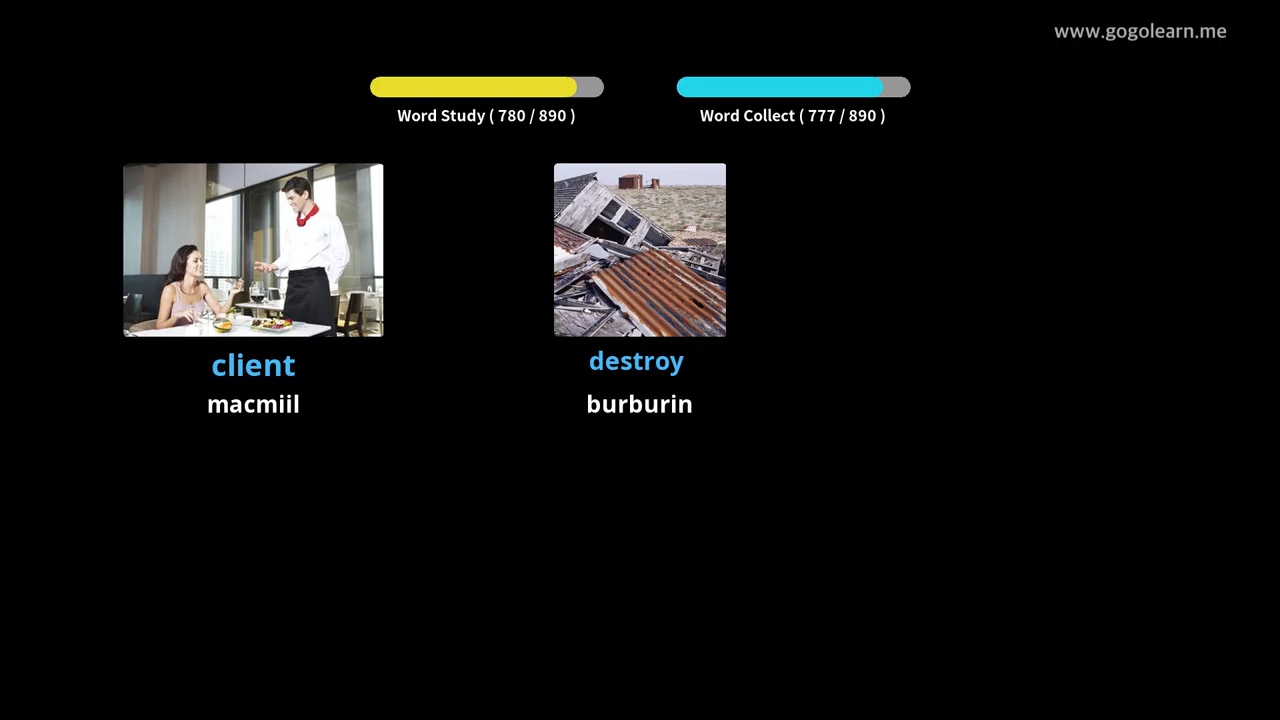 www.gogolearn.me
Word Study ( 780 / 890 )
Word Collect ( 777 / 890 )
client
macmiil
destroy
burburin